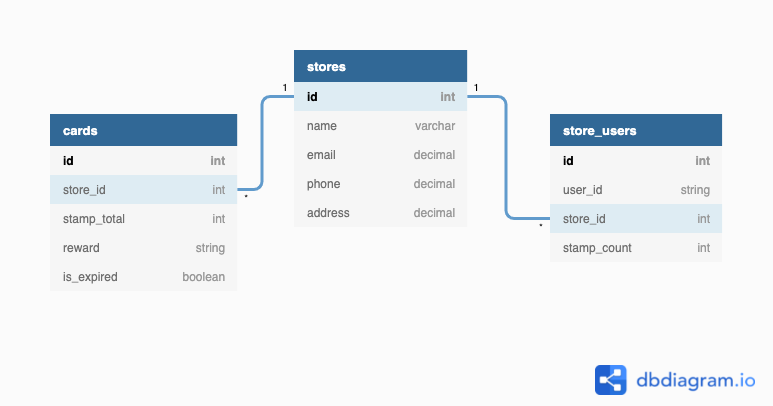 stores
1
1
id int
name varchar
email decimal
phone decimal
address decimal
cards
id int
store_id int
*
stamp_total int
reward string
is_expired boolean
store_users
id int
user_id string
store_id int
*
stamp_count int
dbdiagram.io